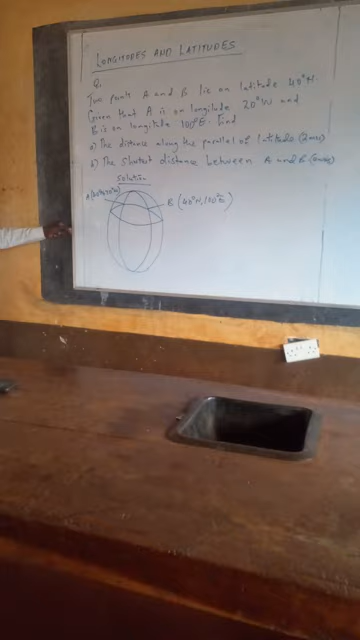 LONGITUDES AND LATITUDES
Q,
Two points A and B lie on latitude 40°N.
Given that A is on longitude 20°W and
B is on longitude 100°E. Find
a) The distance along the parallel of latitude (2mks)
b) The shortest distance between A and B
Solution
B (40°N, 100°E)